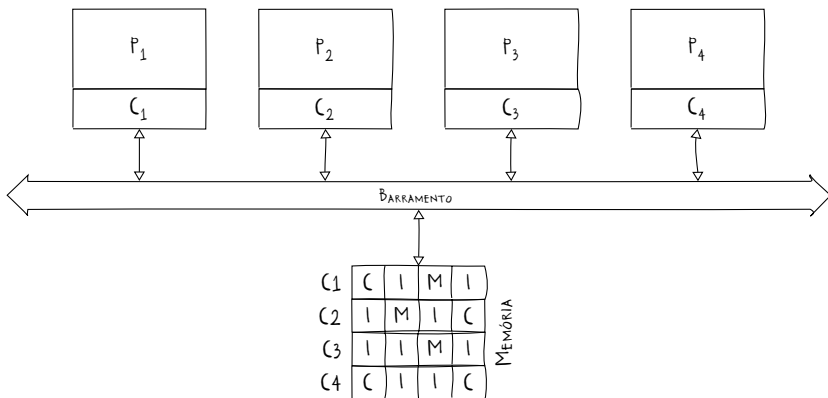 P1 P2 P3 P4
C1 C2 C3 C4
BARRAMENTO
C1 C I M I
C2 I M I C
C3 I I M I
C4 C I I C
MEMÓRIA